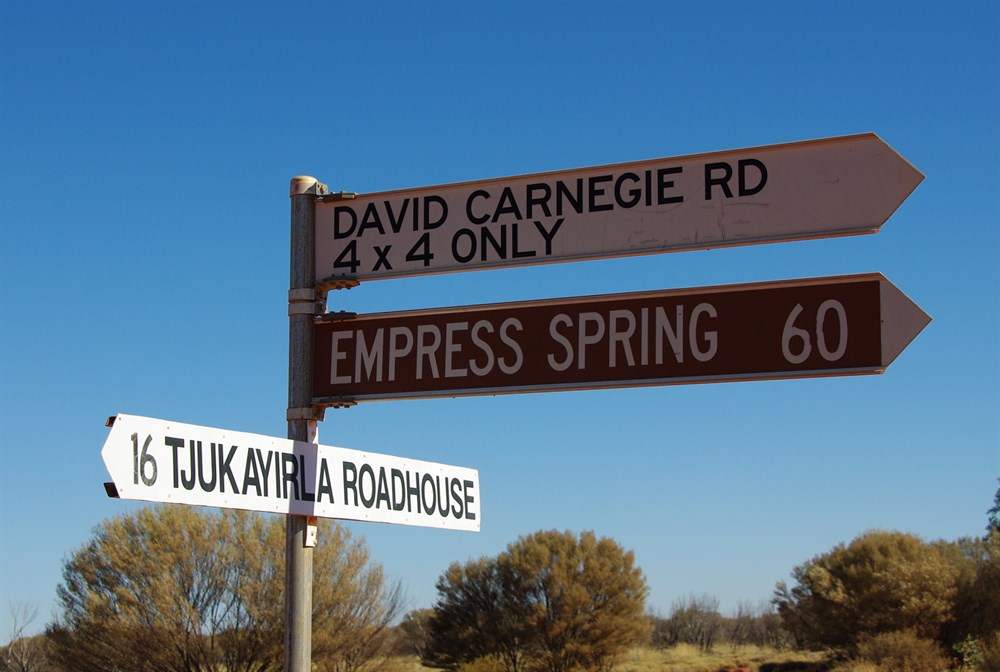 DAVID CARNEGIE RD
4 x 4 ONLY
EMPRESS SPRING 60
16 TJUKAYIRLA ROADHOUSE